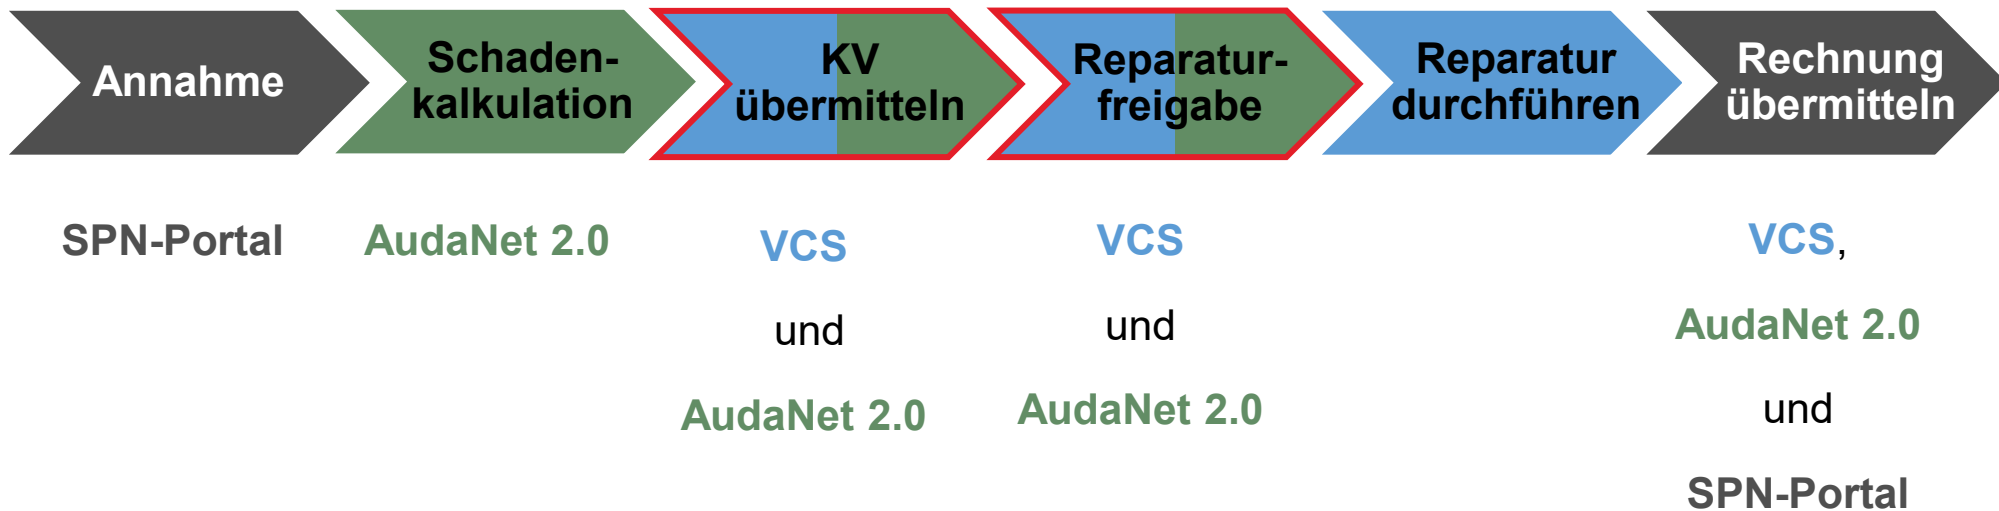 Annahme
Schaden-
kalkulation
KV
übermitteln
Reparatur-
freigabe
Reparatur
durchführen
Rechnung
übermitteln
SPN-Portal
AudaNet 2.0
VCS
und
AudaNet 2.0
VCS
und
AudaNet 2.0
VCS,
AudaNet 2.0
und
SPN-Portal